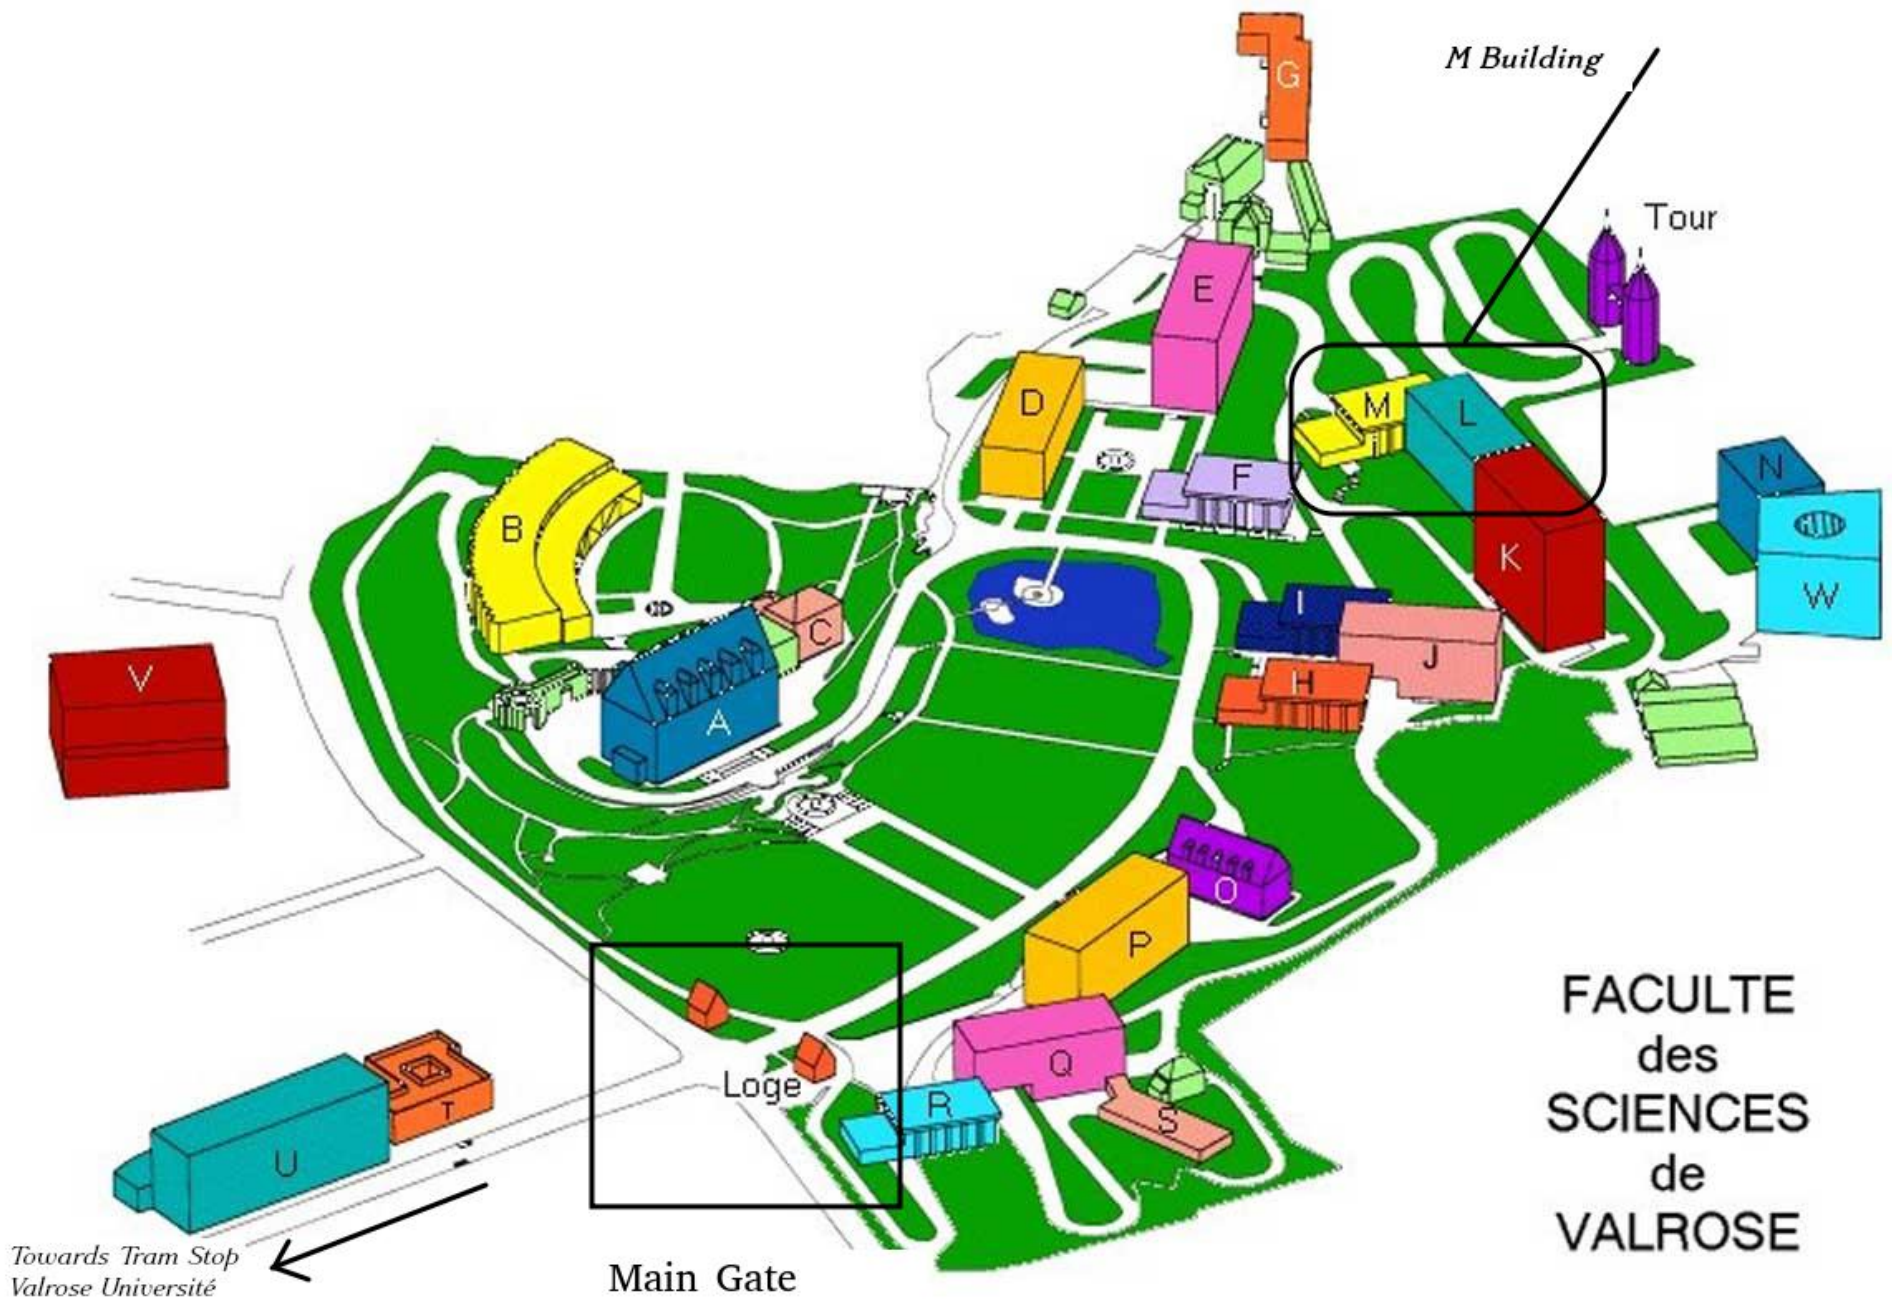 G
M Building
Tour
E
D
M
L
F
N
B
K
W
I
C
J
V
H
A
O
P
FACULTE
des
SCIENCES
de
VALROSE
Q
Loge
R
T
S
U
Towards Tram Stop
Valrose Université
Main Gate